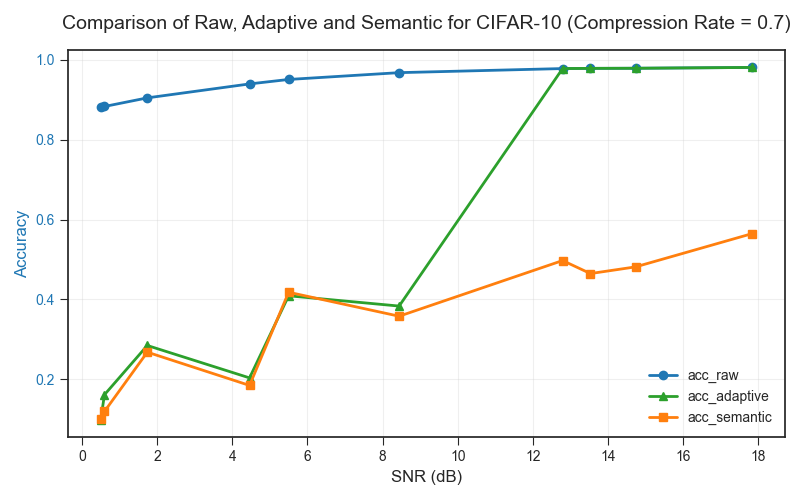 Comparison of Raw, Adaptive and Semantic for CIFAR-10 (Compression Rate = 0.7)
1.0
0.8
0.6
0.4
0.2
Accuracy
acc_raw
acc_adaptive
acc_semantic
0 2 4 6 8 10 12 14 16 18
SNR (dB)